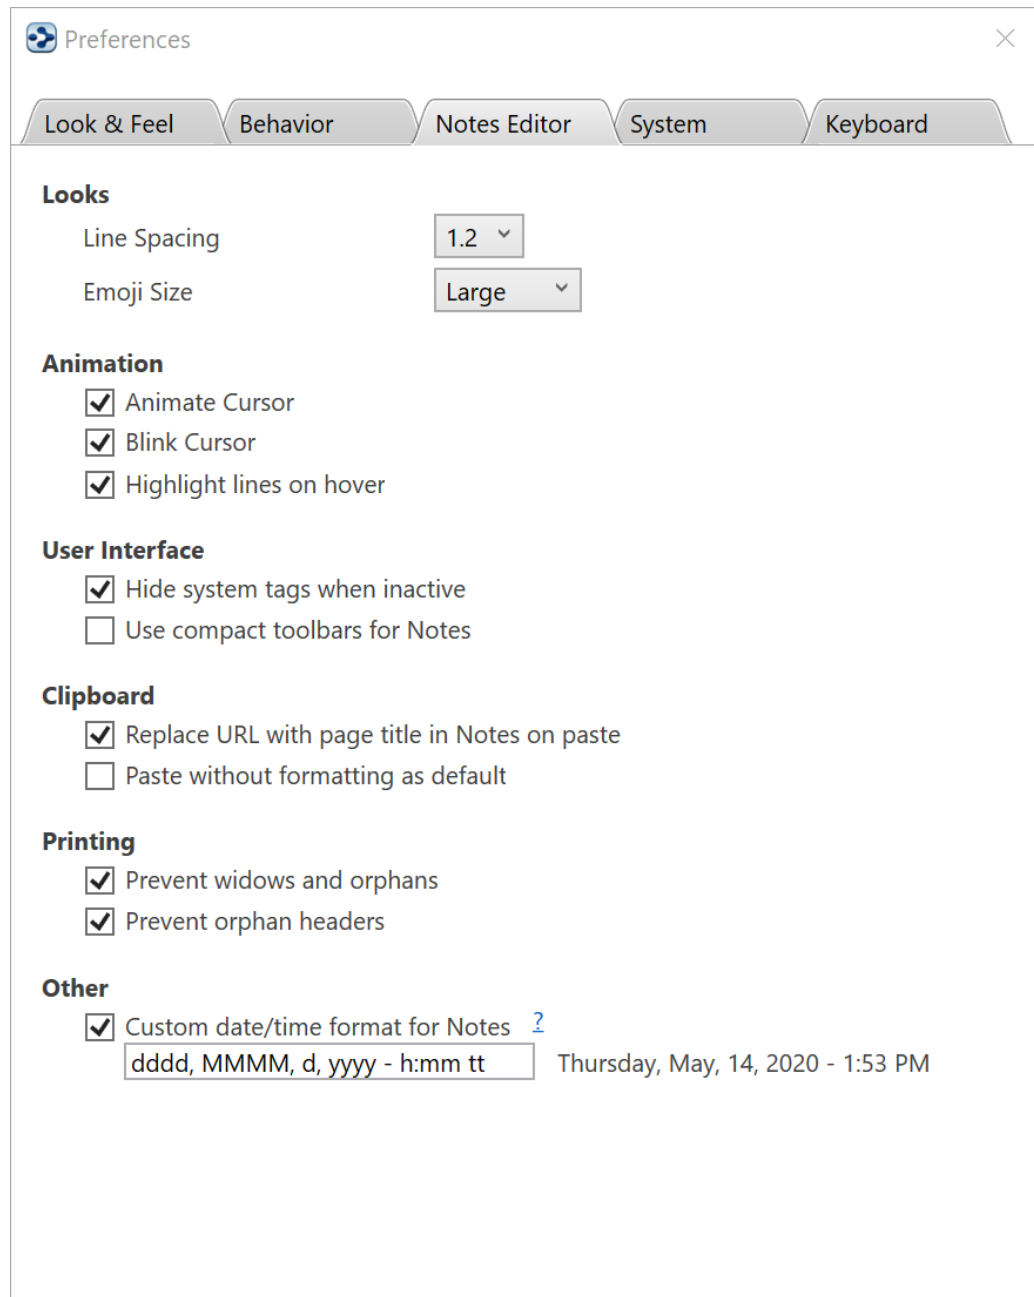 Preferences
Look & Feel Behavior Notes Editor System Keyboard
Looks
Line Spacing 1.2
Emoji Size Large
Animation
Animate Cursor
Blink Cursor
Highlight lines on hover
User Interface
Hide system tags when inactive
Use compact toolbars for Notes
Clipboard
Replace URL with page title in Notes on paste
Paste without formatting as default
Printing
Prevent widows and orphans
Prevent orphan headers
Other
Custom date/time format for Notes ?
dddd, MMMM, d, yyyy - h:mm tt Thursday, May, 14, 2020 - 1:53 PM